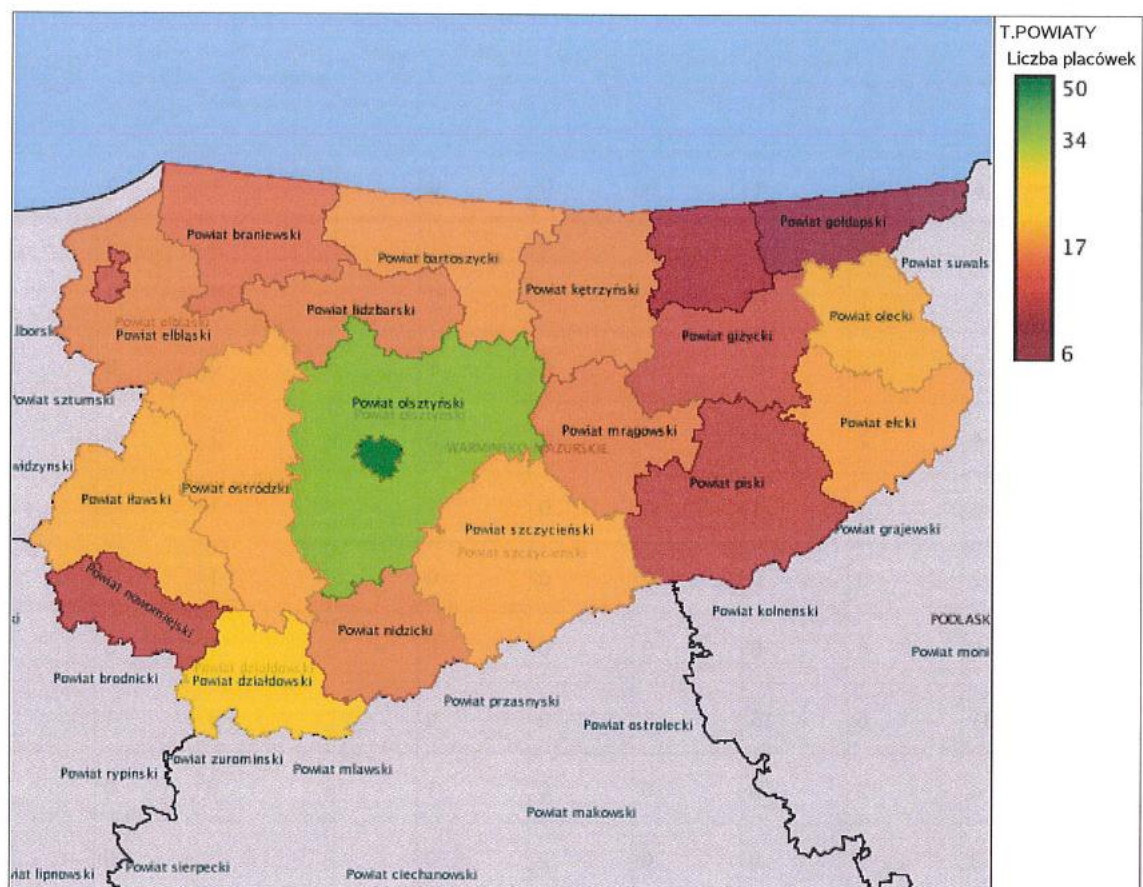 T.POWIATY
Liczba placówek
50
34
17
6
Powiat gołdapski
Powiat braniewski
Powiat bartoszycki
Powiat suwals
Powiat kętrzyński
Powiat lidzbarski
Powiat olecki
Powiat elbląski
Powiat elbląski
lborsk
Powiat giżycki
Powiat sztumski
Powiat olsztyński
Powiat olsztyński
Powiat ełcki
Powiat mrągowski
WARMIŃSKO-MAZURSKIE
widzynski
Powiat iławski
Powiat ostródzki
Powiat piski
Powiat szczycieński
Powiat szczycieński
Powiat grajewski
Powiat nowomiejski
Powiat kolnenski
PODLASK
Powiat nidzicki
Powiat moni
Powiat działdowski
Powiat działdowski
Powiat brodnicki
Powiat przasnyski
Powiat ostrolecki
Powiat zurominski
Powiat mlawski
Powiat rypinski
Powiat makowski
Powiat sierpecki
wiat lipnowski
Powiat ciechanowski